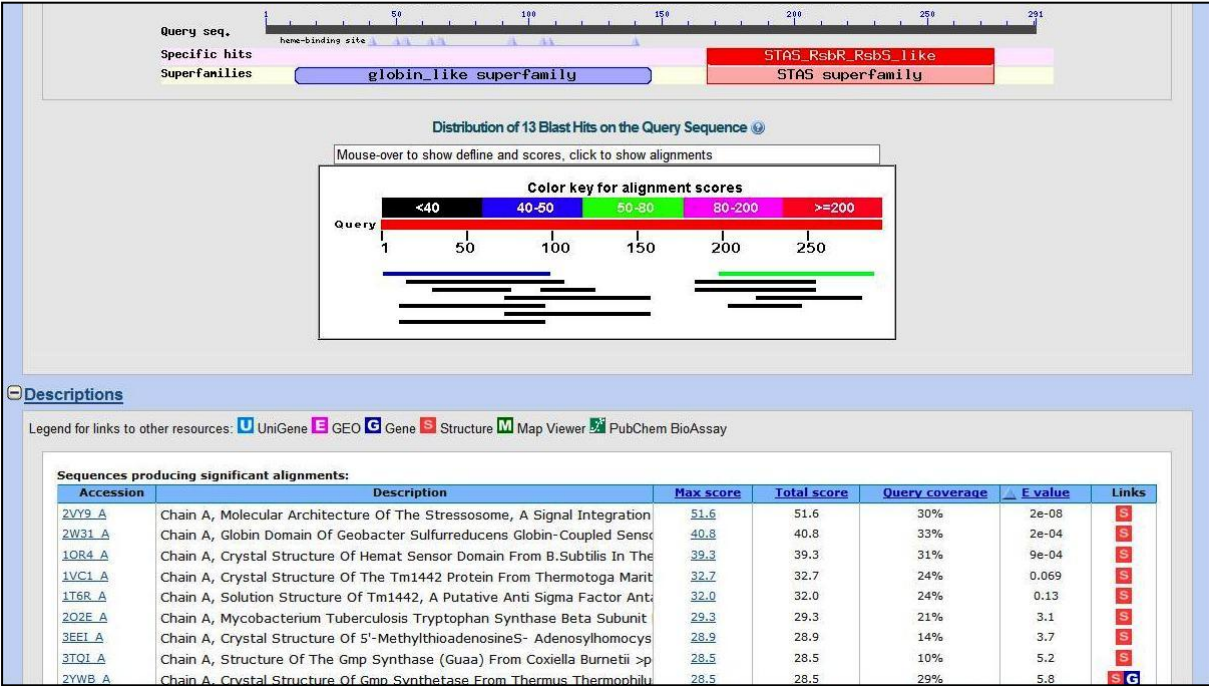 1 50 100 150 200 250 291
Query seq.
heme-binding site
Specific hits STAS_RsbR_RsbS_like
Superfamilies globin_like superfamily STAS superfamily
Distribution of 13 Blast Hits on the Query Sequence
Mouse-over to show defline and scores, click to show alignments
Color key for alignment scores
<40 40-50 50-80 80-200 >=200
Query
1 50 100 150 200 250
Descriptions
Legend for links to other resources: U UniGene E GEO G Gene S Structure M Map Viewer PubChem BioAssay
Sequences producing significant alignments:
Accession Description Max score Total score Query coverage E value Links
2VY9_A Chain A, Molecular Architecture Of The Stressosome, A Signal Integration 51.6 51.6 30% 2e-08 S
2W31_A Chain A, Globin Domain Of Geobacter Sulfurreducens Globin-Coupled Senso 40.8 40.8 33% 2e-04 S
1OR4_A Chain A, Crystal Structure Of Hemat Sensor Domain From B.Subtilis In The 39.3 39.3 31% 9e-04 S
1VC1_A Chain A, Crystal Structure Of The Tm1442 Protein From Thermotoga Marit 32.7 32.7 24% 0.069 S
1T6R_A Chain A, Solution Structure Of Tm1442, A Putative Anti Sigma Factor Anta 32.0 32.0 24% 0.13 S
2O2E_A Chain A, Mycobacterium Tuberculosis Tryptophan Synthase Beta Subunit 29.3 29.3 21% 3.1 S
3EEI_A Chain A, Crystal Structure Of 5'-MethylthioadenosineS- Adenosylhomocys 28.9 28.9 14% 3.7 S
3TQI_A Chain A, Structure Of The Gmp Synthase (Guaa) From Coxiella Burnetii >p 28.5 28.5 10% 5.2 S
2YWB_A Chain A, Crystal Structure Of Gmp Synthetase From Thermus Thermophilu 28.5 28.5 29% 5.8 S G